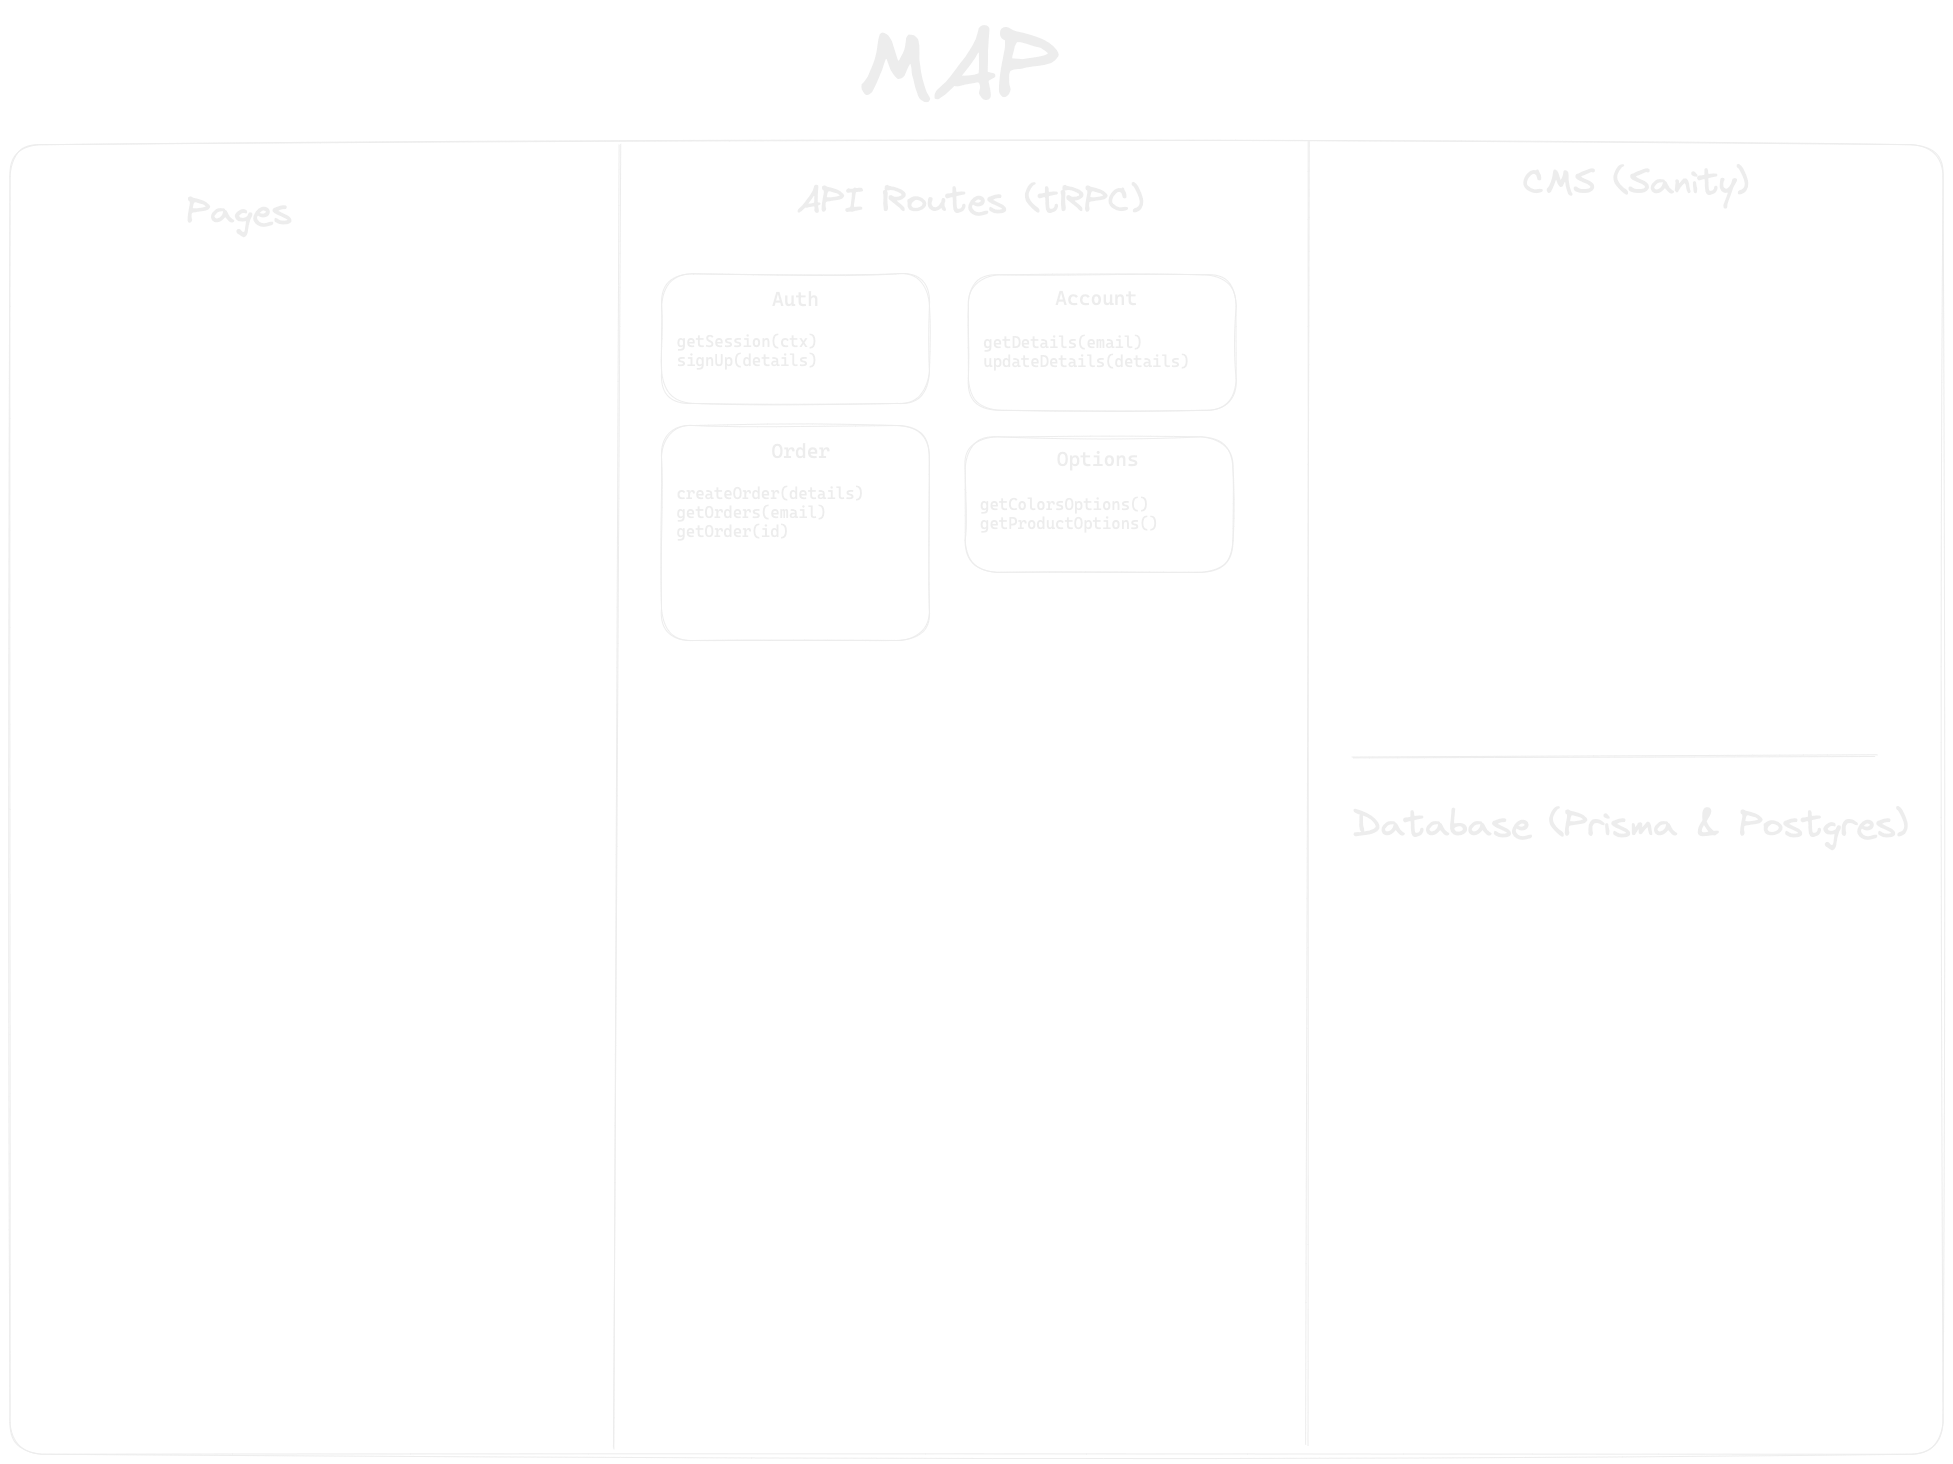 MAP
Pages
API Routes (tRPC)
CMS (Sanity)
Auth
getSession(ctx)
signUp(details)
Account
getDetails(email)
updateDetails(details)
Order
createOrder(details)
getOrders(email)
getOrder(id)
Options
getColorsOptions()
getProductOptions()
Database (Prisma & Postgres)